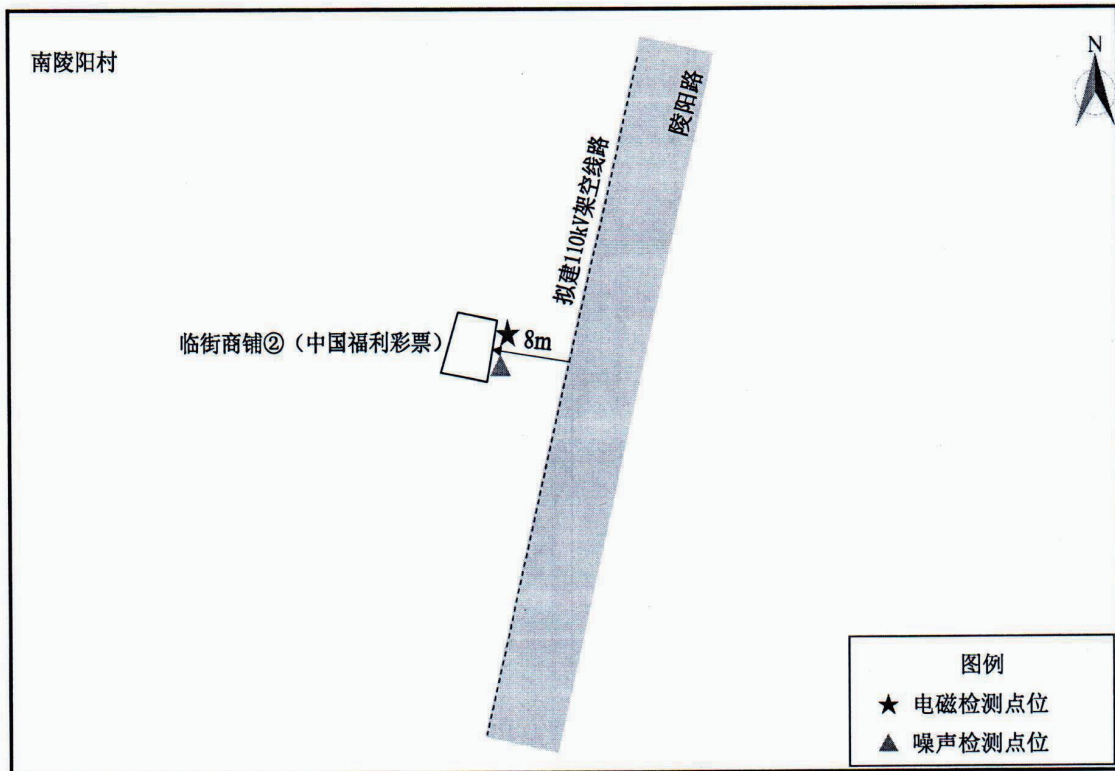 南陵阳村
N
陵阳路
拟建110kV架空线路
临街商铺②（中国福利彩票）
8m
图例
电磁检测点位
噪声检测点位